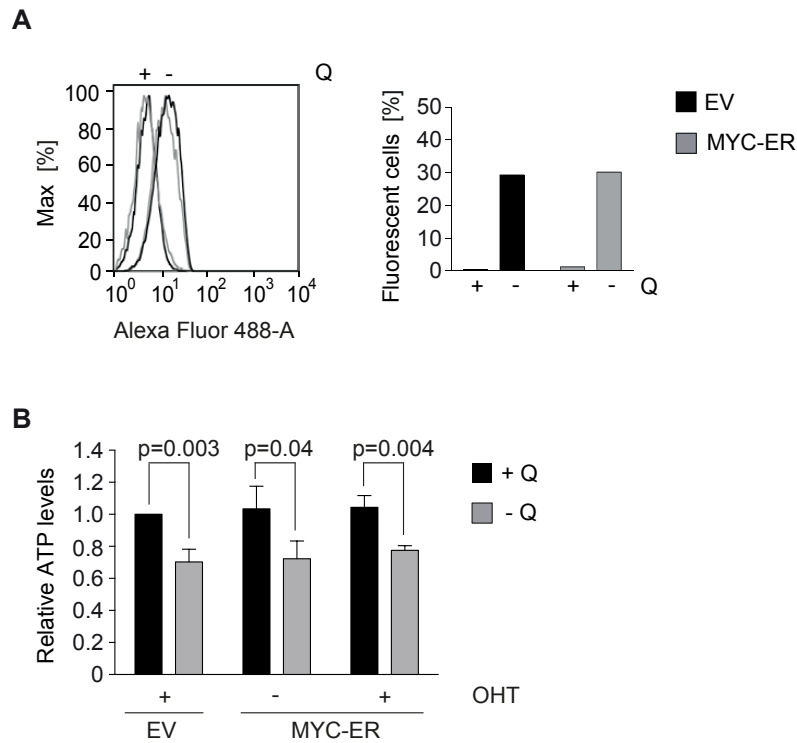 A
+ - Q
100
80
60
40
20
0
Max [%]
10^0 10^1 10^2 10^3 10^4
Alexa Fluor 488-A
50
40
30
20
10
0
Fluorescent cells [%]
+ - + - Q
EV
MYC-ER
B
1.4
1.2
1.0
0.8
0.6
0.4
0.2
0
Relative ATP levels
p=0.003 p=0.04 p=0.004
+ Q
- Q
+ - + OHT
EV MYC-ER